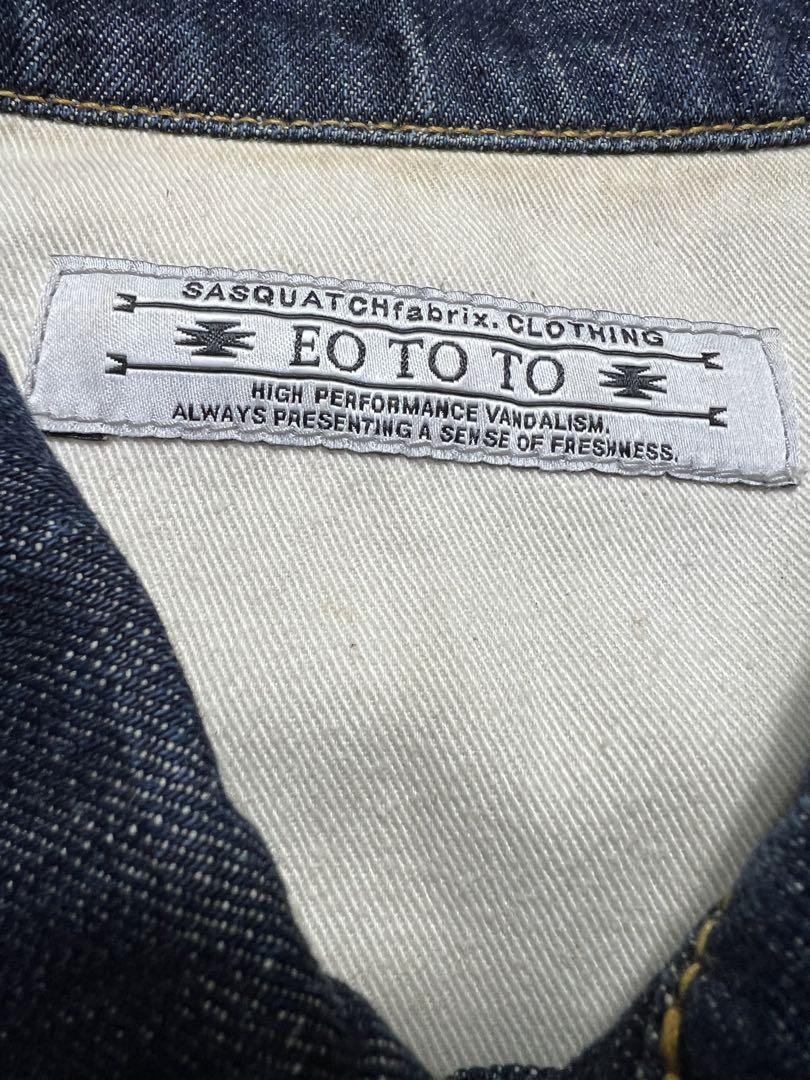 SASQUATCHfabrix. CLOTHING
EO TO TO
HIGH PERFORMANCE VANDALISM.
ALWAYS PRESENTING A SENSE OF FRESHNESS.